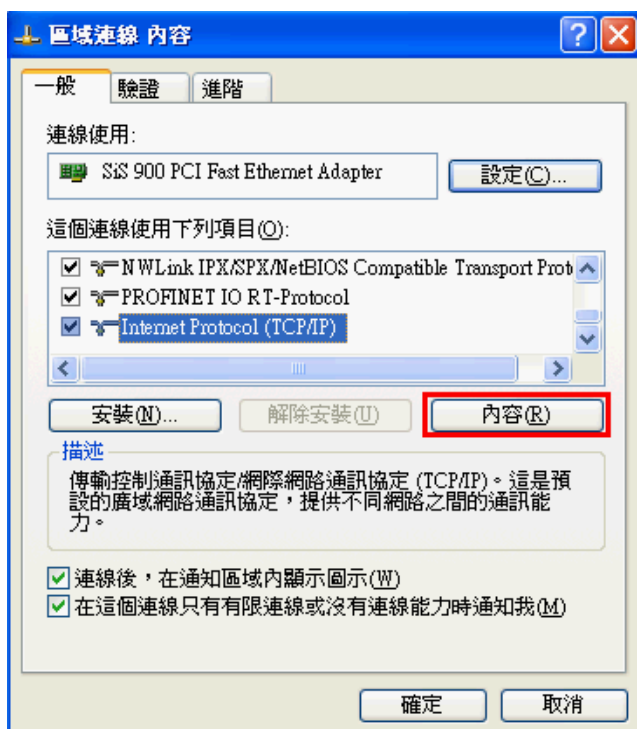 區域連線 內容
一般
驗證
進階
連線使用:
SiS 900 PCI Fast Ethernet Adapter
設定(C)...
這個連線使用下列項目(O):
NWLink IPX/SPX/NetBIOS Compatible Transport Prot
PROFINET IO RT-Protocol
Internet Protocol (TCP/IP)
安裝(N)...
解除安裝(U)
內容(R)
描述
傳輸控制通訊協定/網際網路通訊協定 (TCP/IP)。這是預
設的廣域網路通訊協定，提供不同網路之間的通訊能
力。
連線後，在通知區域內顯示圖示(W)
在這個連線只有有限連線或沒有連線能力時通知我(M)
確定
取消